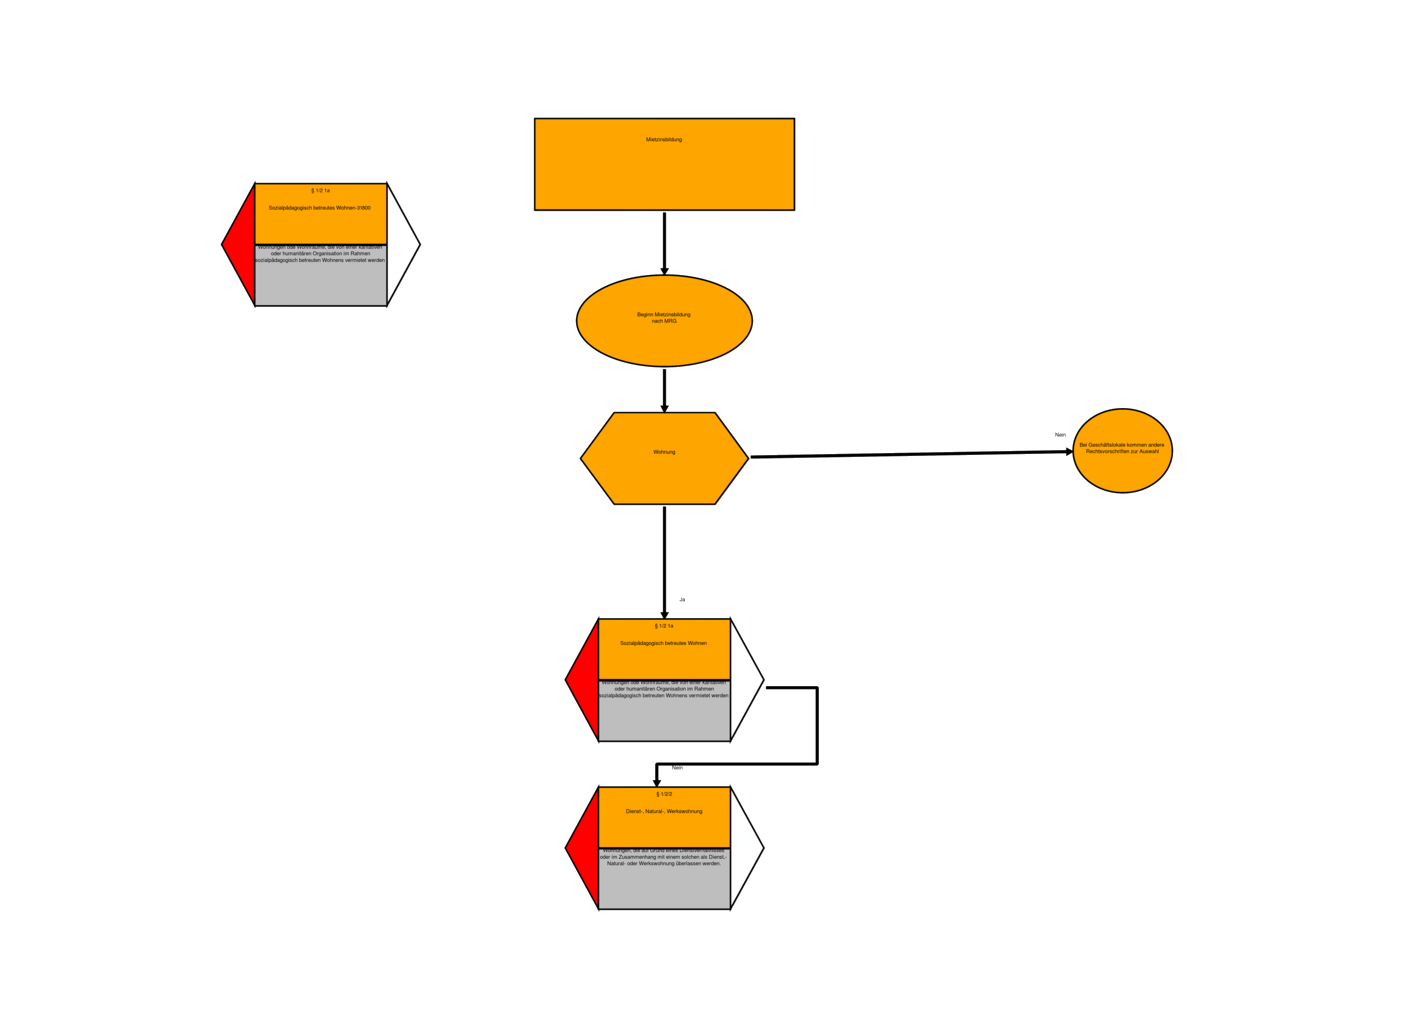 Mietzinsbildung
§ 1/2 1a
Sozialpädagogisch betreutes Wohnen-31800
Wohnungen ode Wohnräume, die von einer karitativen
oder humanitären Organisation im Rahmen
sozialpädagogisch betreuten Wohnens vermietet werden
Beginn Mietzinsbildung
nach MRG
Wohnung
Nein
Bei Geschäftslokale kommen andere
Rechtsvorschriften zur Auswahl
Ja
§ 1/2 1a
Sozialpädagogisch betreutes Wohnen
Wohnungen ode Wohnräume, die von einer karitativen
oder humanitären Organisation im Rahmen
sozialpädagogisch betreuten Wohnens vermietet werden
Nein
§ 1/2/2
Dienst-, Natural-, Werkswohnung
Wohnungen, die auf Grund eines Dienstverhältnisses
oder im Zusammenhang mit einem solchen als Dienst,-
Natural- oder Werkswohnung überlassen werden.